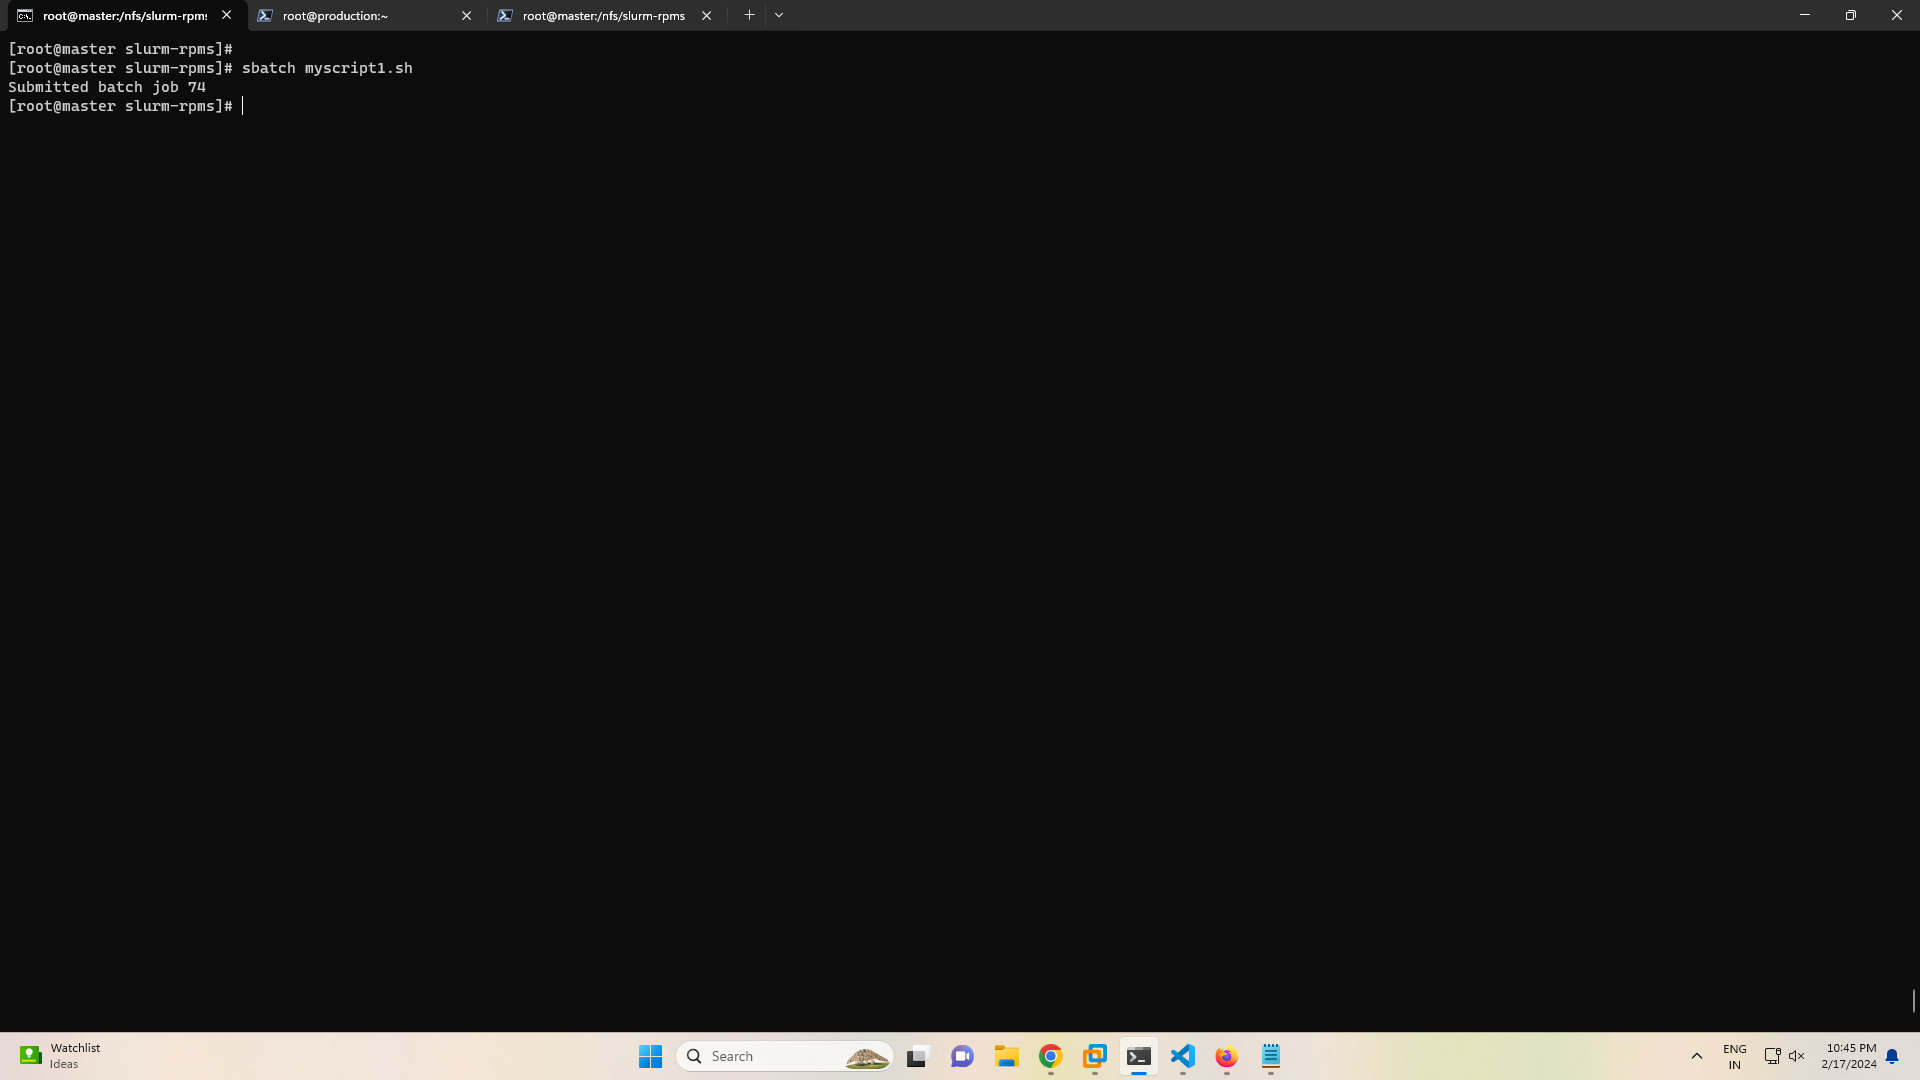 root@master:/nfs/slurm-rpms
root@production:~
root@master:/nfs/slurm-rpms
[root@master slurm-rpms]#
[root@master slurm-rpms]# sbatch myscript1.sh
Submitted batch job 74
[root@master slurm-rpms]#
Watchlist
Ideas
Search
ENG
IN
10:45 PM
2/17/2024